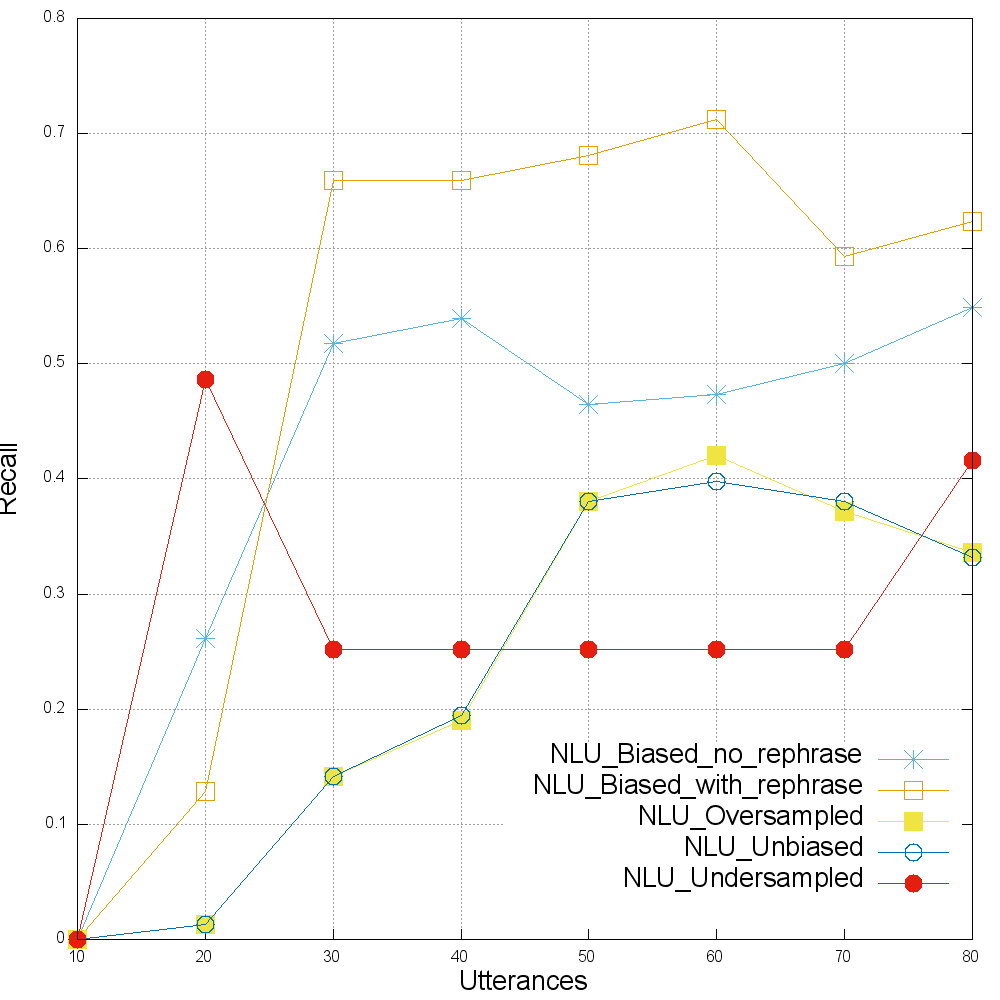 0.8
0.7
0.6
0.5
0.4
0.3
0.2
0.1
0
Recall
10 20 30 40 50 60 70 80
Utterances
NLU_Biased_no_rephrase
NLU_Biased_with_rephrase
NLU_Oversampled
NLU_Unbiased
NLU_Undersampled